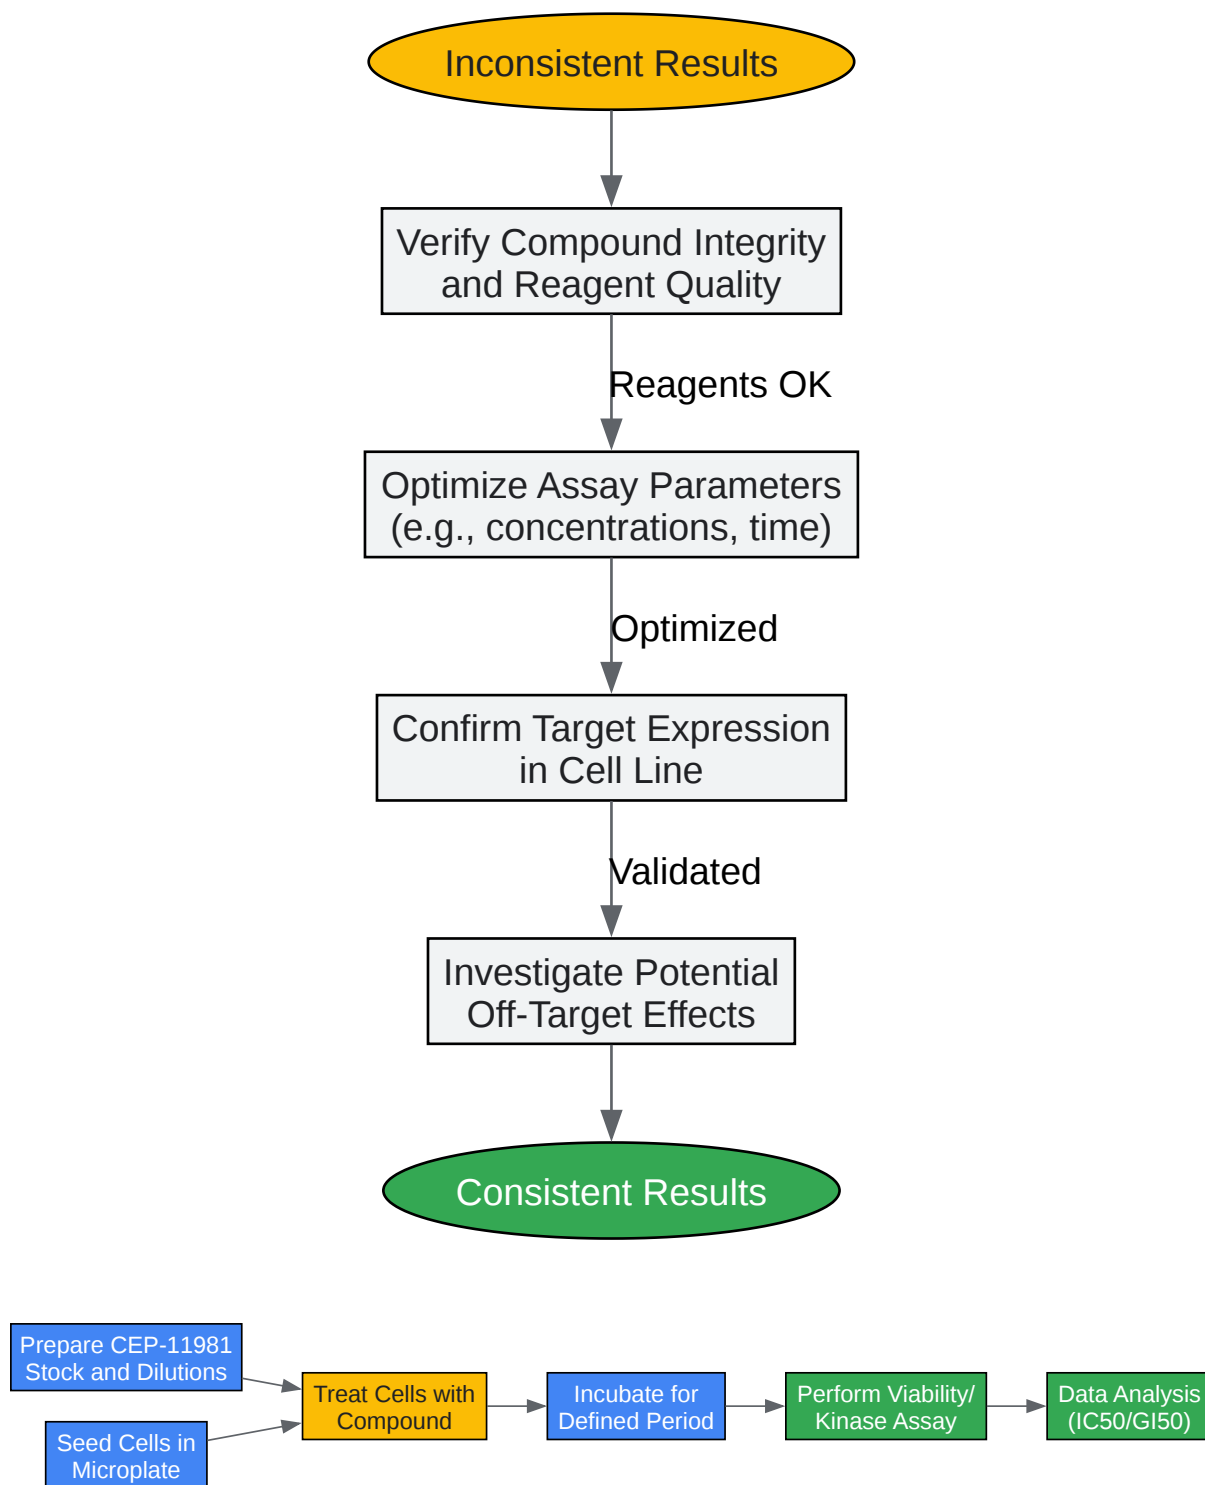 Inconsistent Results
Verify Compound Integrity
and Reagent Quality
Reagents OK
Optimize Assay Parameters
(e.g., concentrations, time)
Optimized
Confirm Target Expression
in Cell Line
Validated
Investigate Potential
Off-Target Effects
Consistent Results
Prepare CEP-11981
Stock and Dilutions
Seed Cells in
Microplate
Treat Cells with
Compound
Incubate for
Defined Period
Perform Viability/
Kinase Assay
Data Analysis
(IC50/GI50)